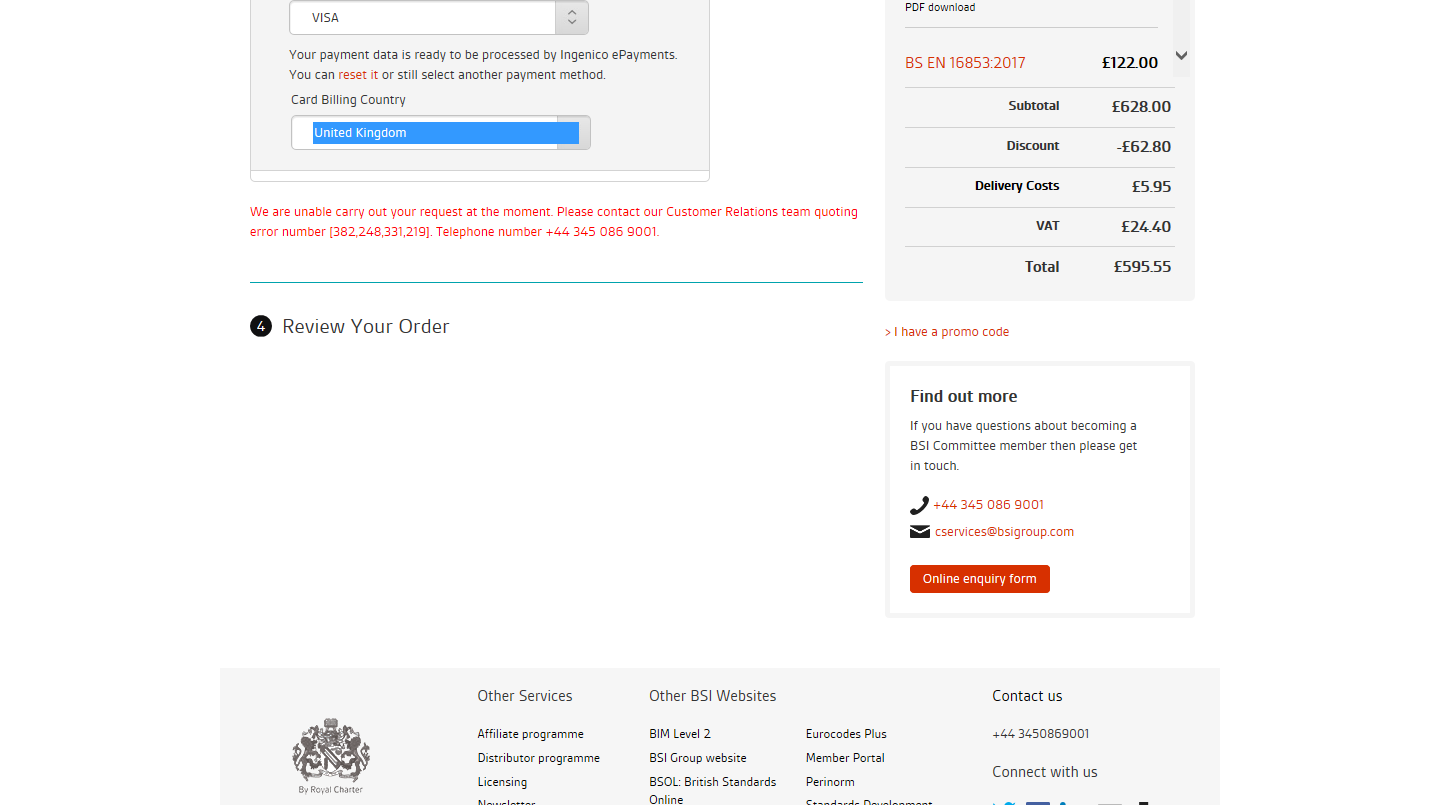 VISA
Your payment data is ready to be processed by Ingenico ePayments.
You can reset it or still select another payment method.
Card Billing Country
United Kingdom
We are unable carry out your request at the moment. Please contact our Customer Relations team quoting
error number [382,248,331,219]. Telephone number +44 345 086 9001.
4 Review Your Order
PDF download
BS EN 16853:2017 £122.00
Subtotal £628.00
Discount -£62.80
Delivery Costs £5.95
VAT £24.40
Total £595.55
> I have a promo code
Find out more
If you have questions about becoming a
BSI Committee member then please get
in touch.
+44 345 086 9001
cservices@bsigroup.com
Online enquiry form
By Royal Charter
Other Services
Affiliate programme
Distributor programme
Licensing
Newsletter
Other BSI Websites
BIM Level 2
BSI Group website
BSOL: British Standards
Online
Eurocodes Plus
Member Portal
Perinorm
Standards Development
Contact us
+44 3450869001
Connect with us